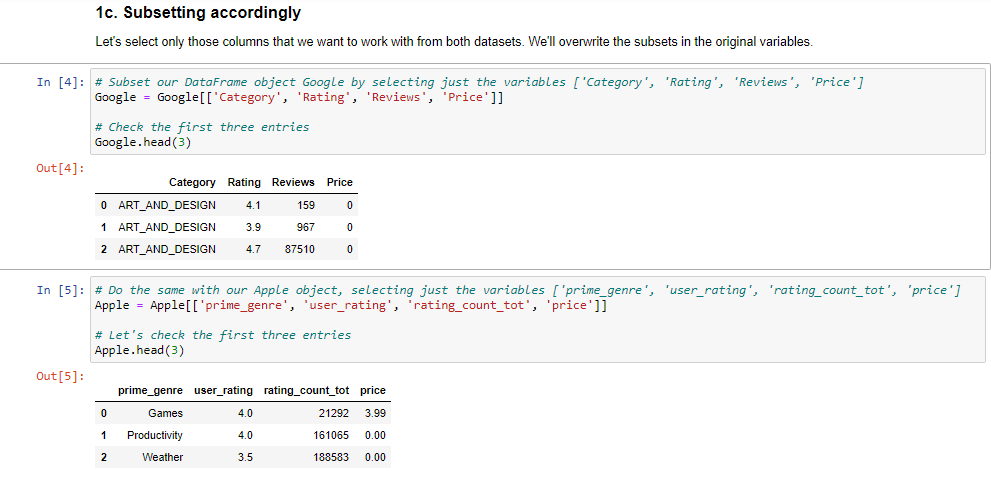 1c. Subsetting accordingly
Let's select only those columns that we want to work with from both datasets. We'll overwrite the subsets in the original variables.
In [4]: # Subset our DataFrame object Google by selecting just the variables ['Category', 'Rating', 'Reviews', 'Price']
Google = Google[['Category', 'Rating', 'Reviews', 'Price']]
# Check the first three entries
Google.head(3)
Out[4]:
Category Rating Reviews Price
0 ART_AND_DESIGN 4.1 159 0
1 ART_AND_DESIGN 3.9 967 0
2 ART_AND_DESIGN 4.7 87510 0
In [5]: # Do the same with our Apple object, selecting just the variables ['prime_genre', 'user_rating', 'rating_count_tot', 'price']
Apple = Apple[['prime_genre', 'user_rating', 'rating_count_tot', 'price']]
# Let's check the first three entries
Apple.head(3)
Out[5]:
prime_genre user_rating rating_count_tot price
0 Games 4.0 21292 3.99
1 Productivity 4.0 161065 0.00
2 Weather 3.5 188583 0.00